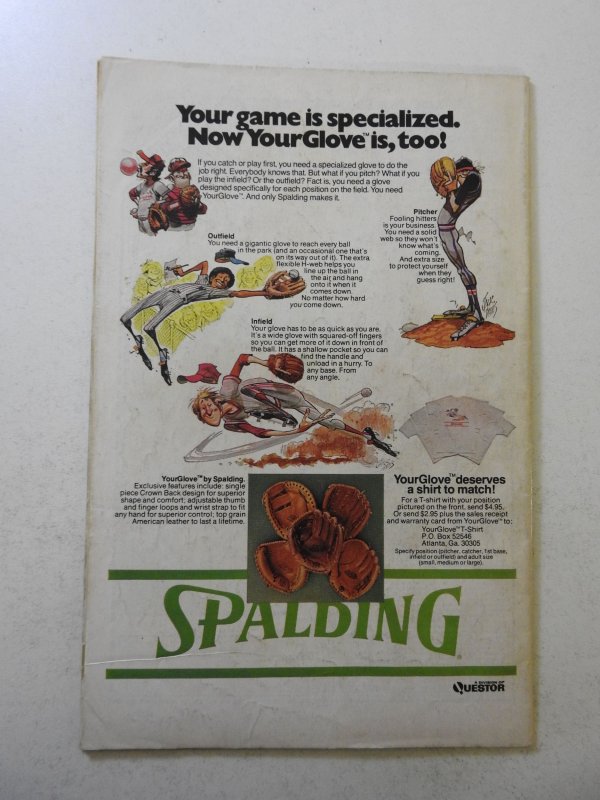 Your game is specialized.
Now YourGlove™ is, too!
If you catch or play first, you need a specialized glove to do the
job right. Everybody knows that. But what if you pitch? What if you
play the infield? Or the outfield? Fact is, you need a glove
designed specifically for each position on the field. You need
YourGlove™. And only Spalding makes it.
Pitcher
Fooling hitters
is your business.
You need a solid
web so they won't
know what's
coming.
And extra size
to protect yourself
when they
guess right!
Outfield
You need a gigantic glove to reach every ball
in the park (and an occasional one that's
on its way out of it). The extra
flexible H-web helps you
line up the ball in
the air and hang
onto it when it
comes down.
No matter how hard
you come down.
Infield
Your glove has to be as quick as you are.
It's a wide glove with squared-off fingers
so you can get more of it down in front of
the ball. It has a shallow pocket so you can
find the handle and
unload in a hurry. To
any base. From
any angle.
YourGlove™ by Spalding.
Exclusive features include: single
piece Crown Back design for superior
shape and comfort; adjustable thumb
and finger loops and wrist strap to fit
any hand for superior control; top grain
American leather to last a lifetime.
YourGlove™ deserves
a shirt to match!
For a T-shirt with your position
pictured on the front, send $4.95.
Or send $2.95 plus the sales receipt
and warranty card from YourGlove™ to:
YourGlove™ T-Shirt
P.O. Box 52546
Atlanta, Ga. 30305
Specify position (pitcher, catcher, 1st base,
infield or outfield) and adult size
(small, medium or large).
SPALDING®
A DIVISION OF
QUESTOR